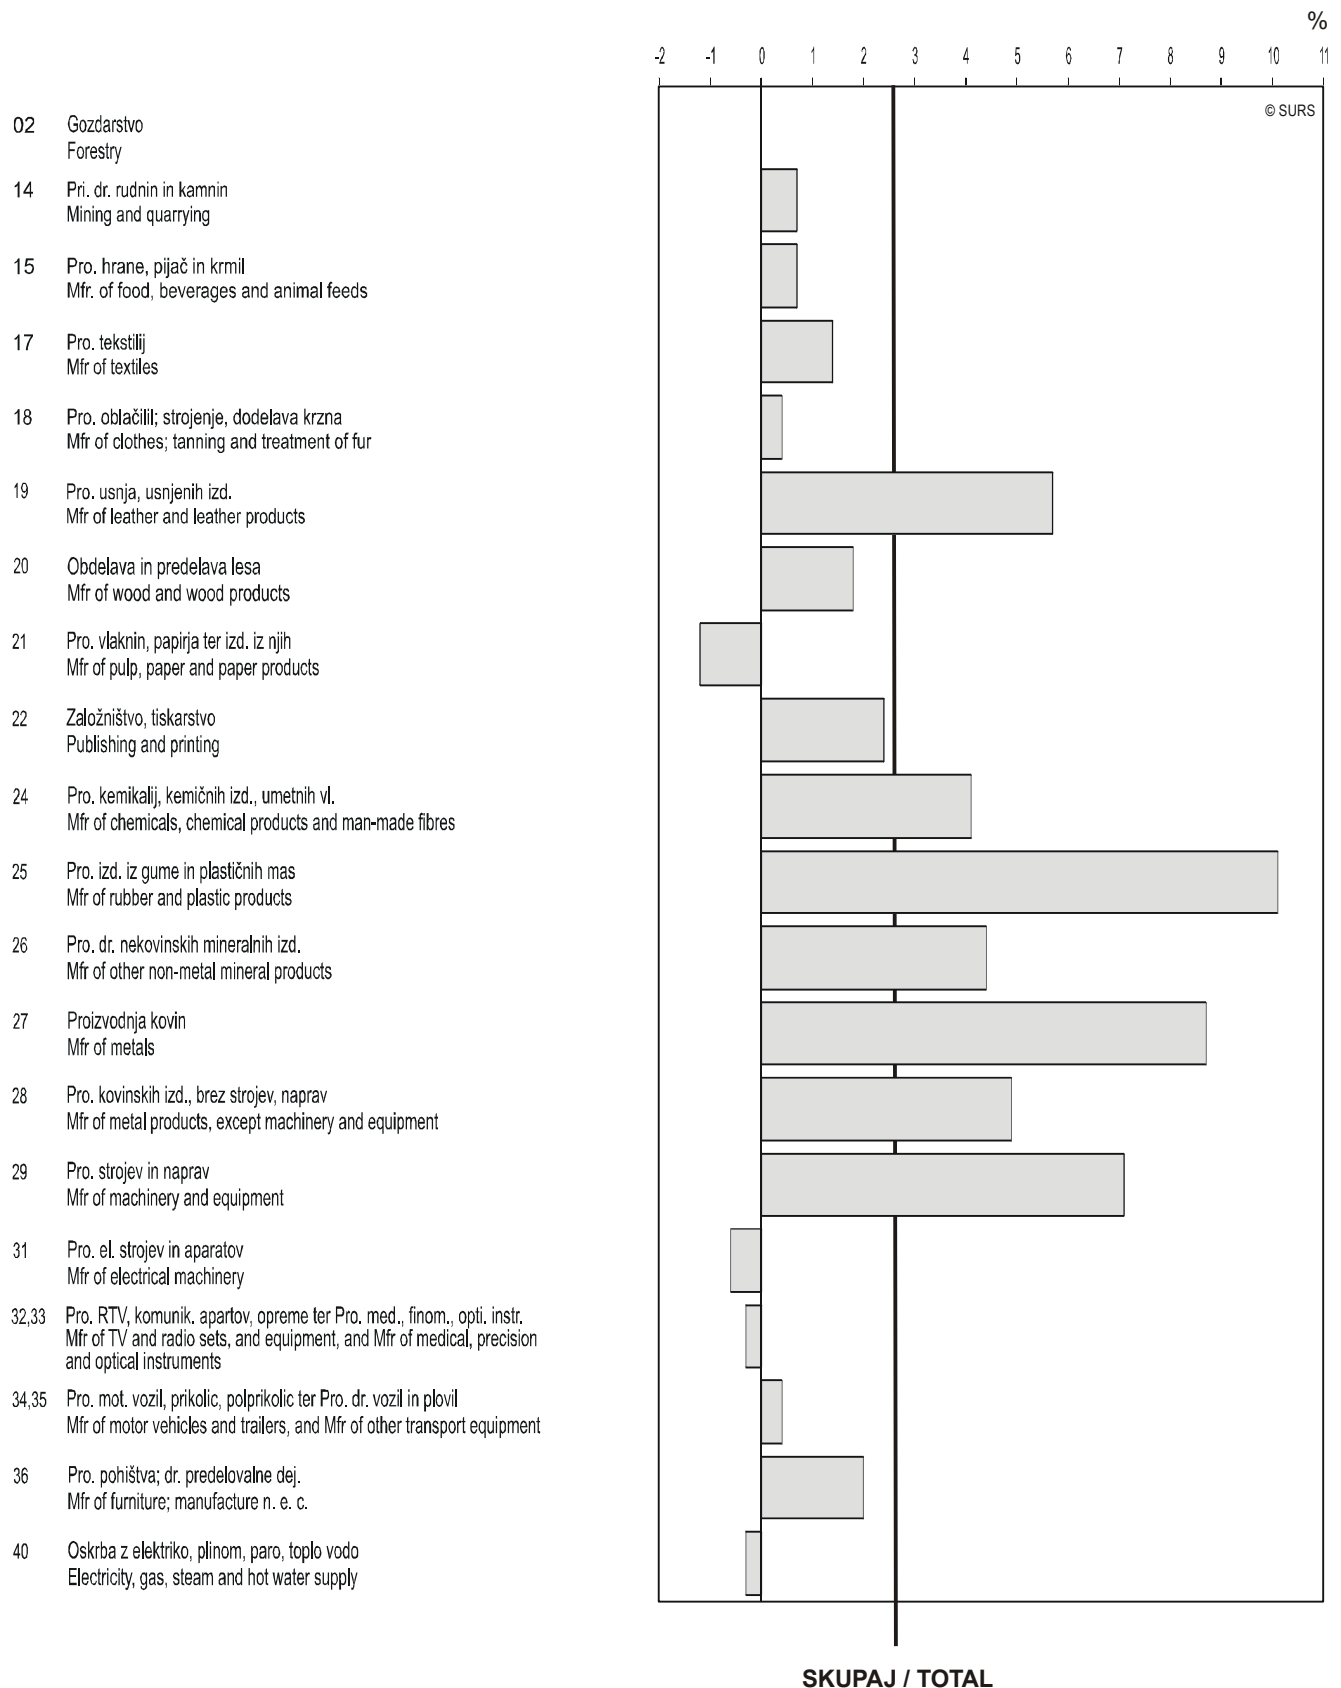 %
-2 -1 0 1 2 3 4 5 6 7 8 9 10 11
© SURS
02 Gozdarstvo
Forestry
14 Pri. dr. rudnin in kamnin
Mining and quarrying
15 Pro. hrane, pijač in krmil
Mfr. of food, beverages and animal feeds
17 Pro. tekstilij
Mfr of textiles
18 Pro. oblačilil; strojenje, dodelava krzna
Mfr of clothes; tanning and treatment of fur
19 Pro. usnja, usnjenih izd.
Mfr of leather and leather products
20 Obdelava in predelava lesa
Mfr of wood and wood products
21 Pro. vlaknin, papirja ter izd. iz njih
Mfr of pulp, paper and paper products
22 Založništvo, tiskarstvo
Publishing and printing
24 Pro. kemikalij, kemičnih izd., umetnih vl.
Mfr of chemicals, chemical products and man-made fibres
25 Pro. izd. iz gume in plastičnih mas
Mfr of rubber and plastic products
26 Pro. dr. nekovinskih mineralnih izd.
Mfr of other non-metal mineral products
27 Proizvodnja kovin
Mfr of metals
28 Pro. kovinskih izd., brez strojev, naprav
Mfr of metal products, except machinery and equipment
29 Pro. strojev in naprav
Mfr of machinery and equipment
31 Pro. el. strojev in aparatov
Mfr of electrical machinery
32,33 Pro. RTV, komunik. apartov, opreme ter Pro. med., finom., opti. instr.
Mfr of TV and radio sets, and equipment, and Mfr of medical, precision
and optical instruments
34,35 Pro. mot. vozil, prikolic, polprikolic ter Pro. dr. vozil in plovil
Mfr of motor vehicles and trailers, and Mfr of other transport equipment
36 Pro. pohištva; dr. predelovalne dej.
Mfr of furniture; manufacture n. e. c.
40 Oskrba z elektriko, plinom, paro, toplo vodo
Electricity, gas, steam and hot water supply
SKUPAJ / TOTAL